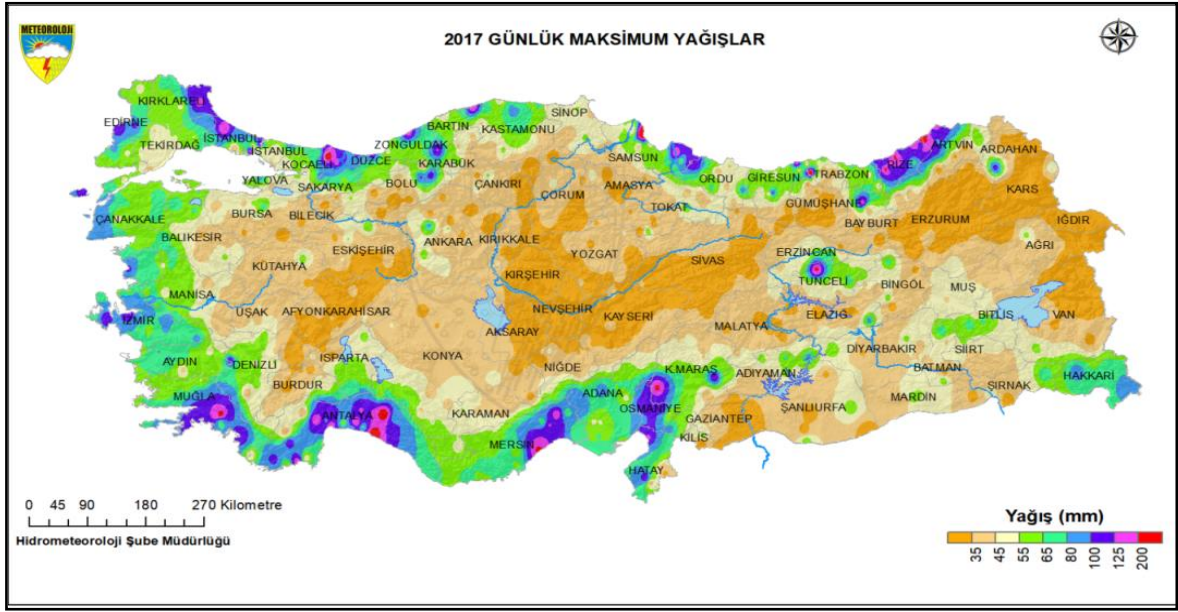 METEOROLOJİ
2017 GÜNLÜK MAKSİMUM YAĞIŞLAR
KIRKLARELİ
EDİRNE
TEKİRDAĞ
İSTANBUL
İSTANBUL
KOCAELİ
YALOVA
SAKARYA
DÜZCE
ZONGULDAK
BARTIN
KARABÜK
KASTAMONU
SİNOP
BOLU
ÇANKIRI
ÇORUM
SAMSUN
AMASYA
TOKAT
ORDU
GİRESUN
TRABZON
RİZE
ARTVİN
ARDAHAN
KARS
GÜMÜŞHANE
BAYBURT
ERZURUM
IĞDIR
AĞRI
ÇANAKKALE
BURSA
BİLECİK
BALIKESİR
ESKİŞEHİR
ANKARA
KIRIKKALE
YOZGAT
SİVAS
ERZİNCAN
TUNCELİ
BİNGÖL
MUŞ
KÜTAHYA
KIRŞEHİR
MANİSA
UŞAK
AFYONKARAHİSAR
NEVŞEHİR
KAYSERİ
MALATYA
ELAZIĞ
BİTLİS
VAN
İZMİR
AKSARAY
AYDIN
DENİZLİ
ISPARTA
KONYA
NİĞDE
K.MARAŞ
ADIYAMAN
DİYARBAKIR
SİİRT
BATMAN
ŞIRNAK
HAKKARİ
BURDUR
MUĞLA
ANTALYA
KARAMAN
MERSİN
ADANA
OSMANİYE
GAZİANTEP
ŞANLIURFA
MARDİN
KİLİS
HATAY
0 45 90 180 270 Kilometre
Hidrometeoroloji Şube Müdürlüğü
Yağış (mm)
35 45 55 65 80 100 125 200